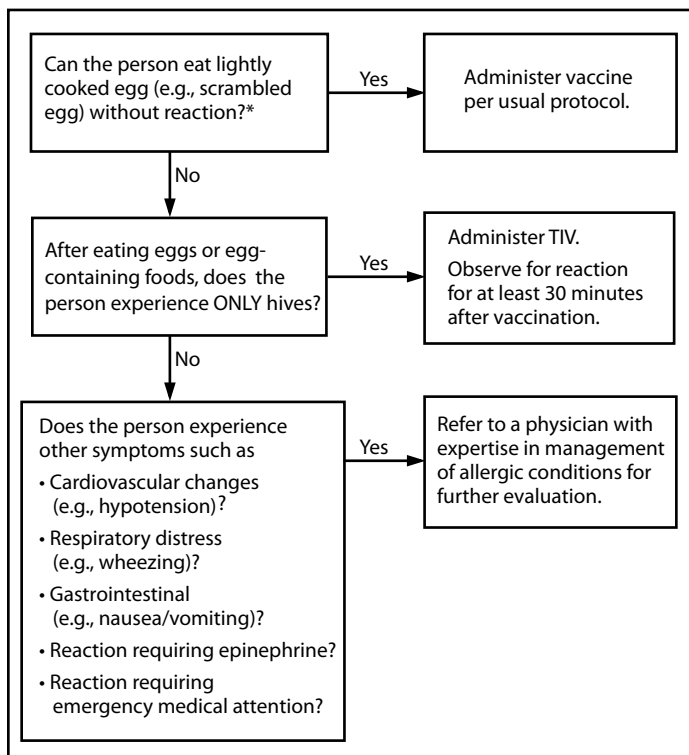 Can the person eat lightly
cooked egg (e.g., scrambled
egg) without reaction?*
Yes
Administer vaccine
per usual protocol.
No
After eating eggs or egg-
containing foods, does the
person experience ONLY hives?
Yes
Administer TIV.
Observe for reaction
for at least 30 minutes
after vaccination.
No
Does the person experience
other symptoms such as
• Cardiovascular changes
(e.g., hypotension)?
• Respiratory distress
(e.g., wheezing)?
• Gastrointestinal
(e.g., nausea/vomiting)?
• Reaction requiring epinephrine?
• Reaction requiring
emergency medical attention?
Yes
Refer to a physician with
expertise in management
of allergic conditions for
further evaluation.